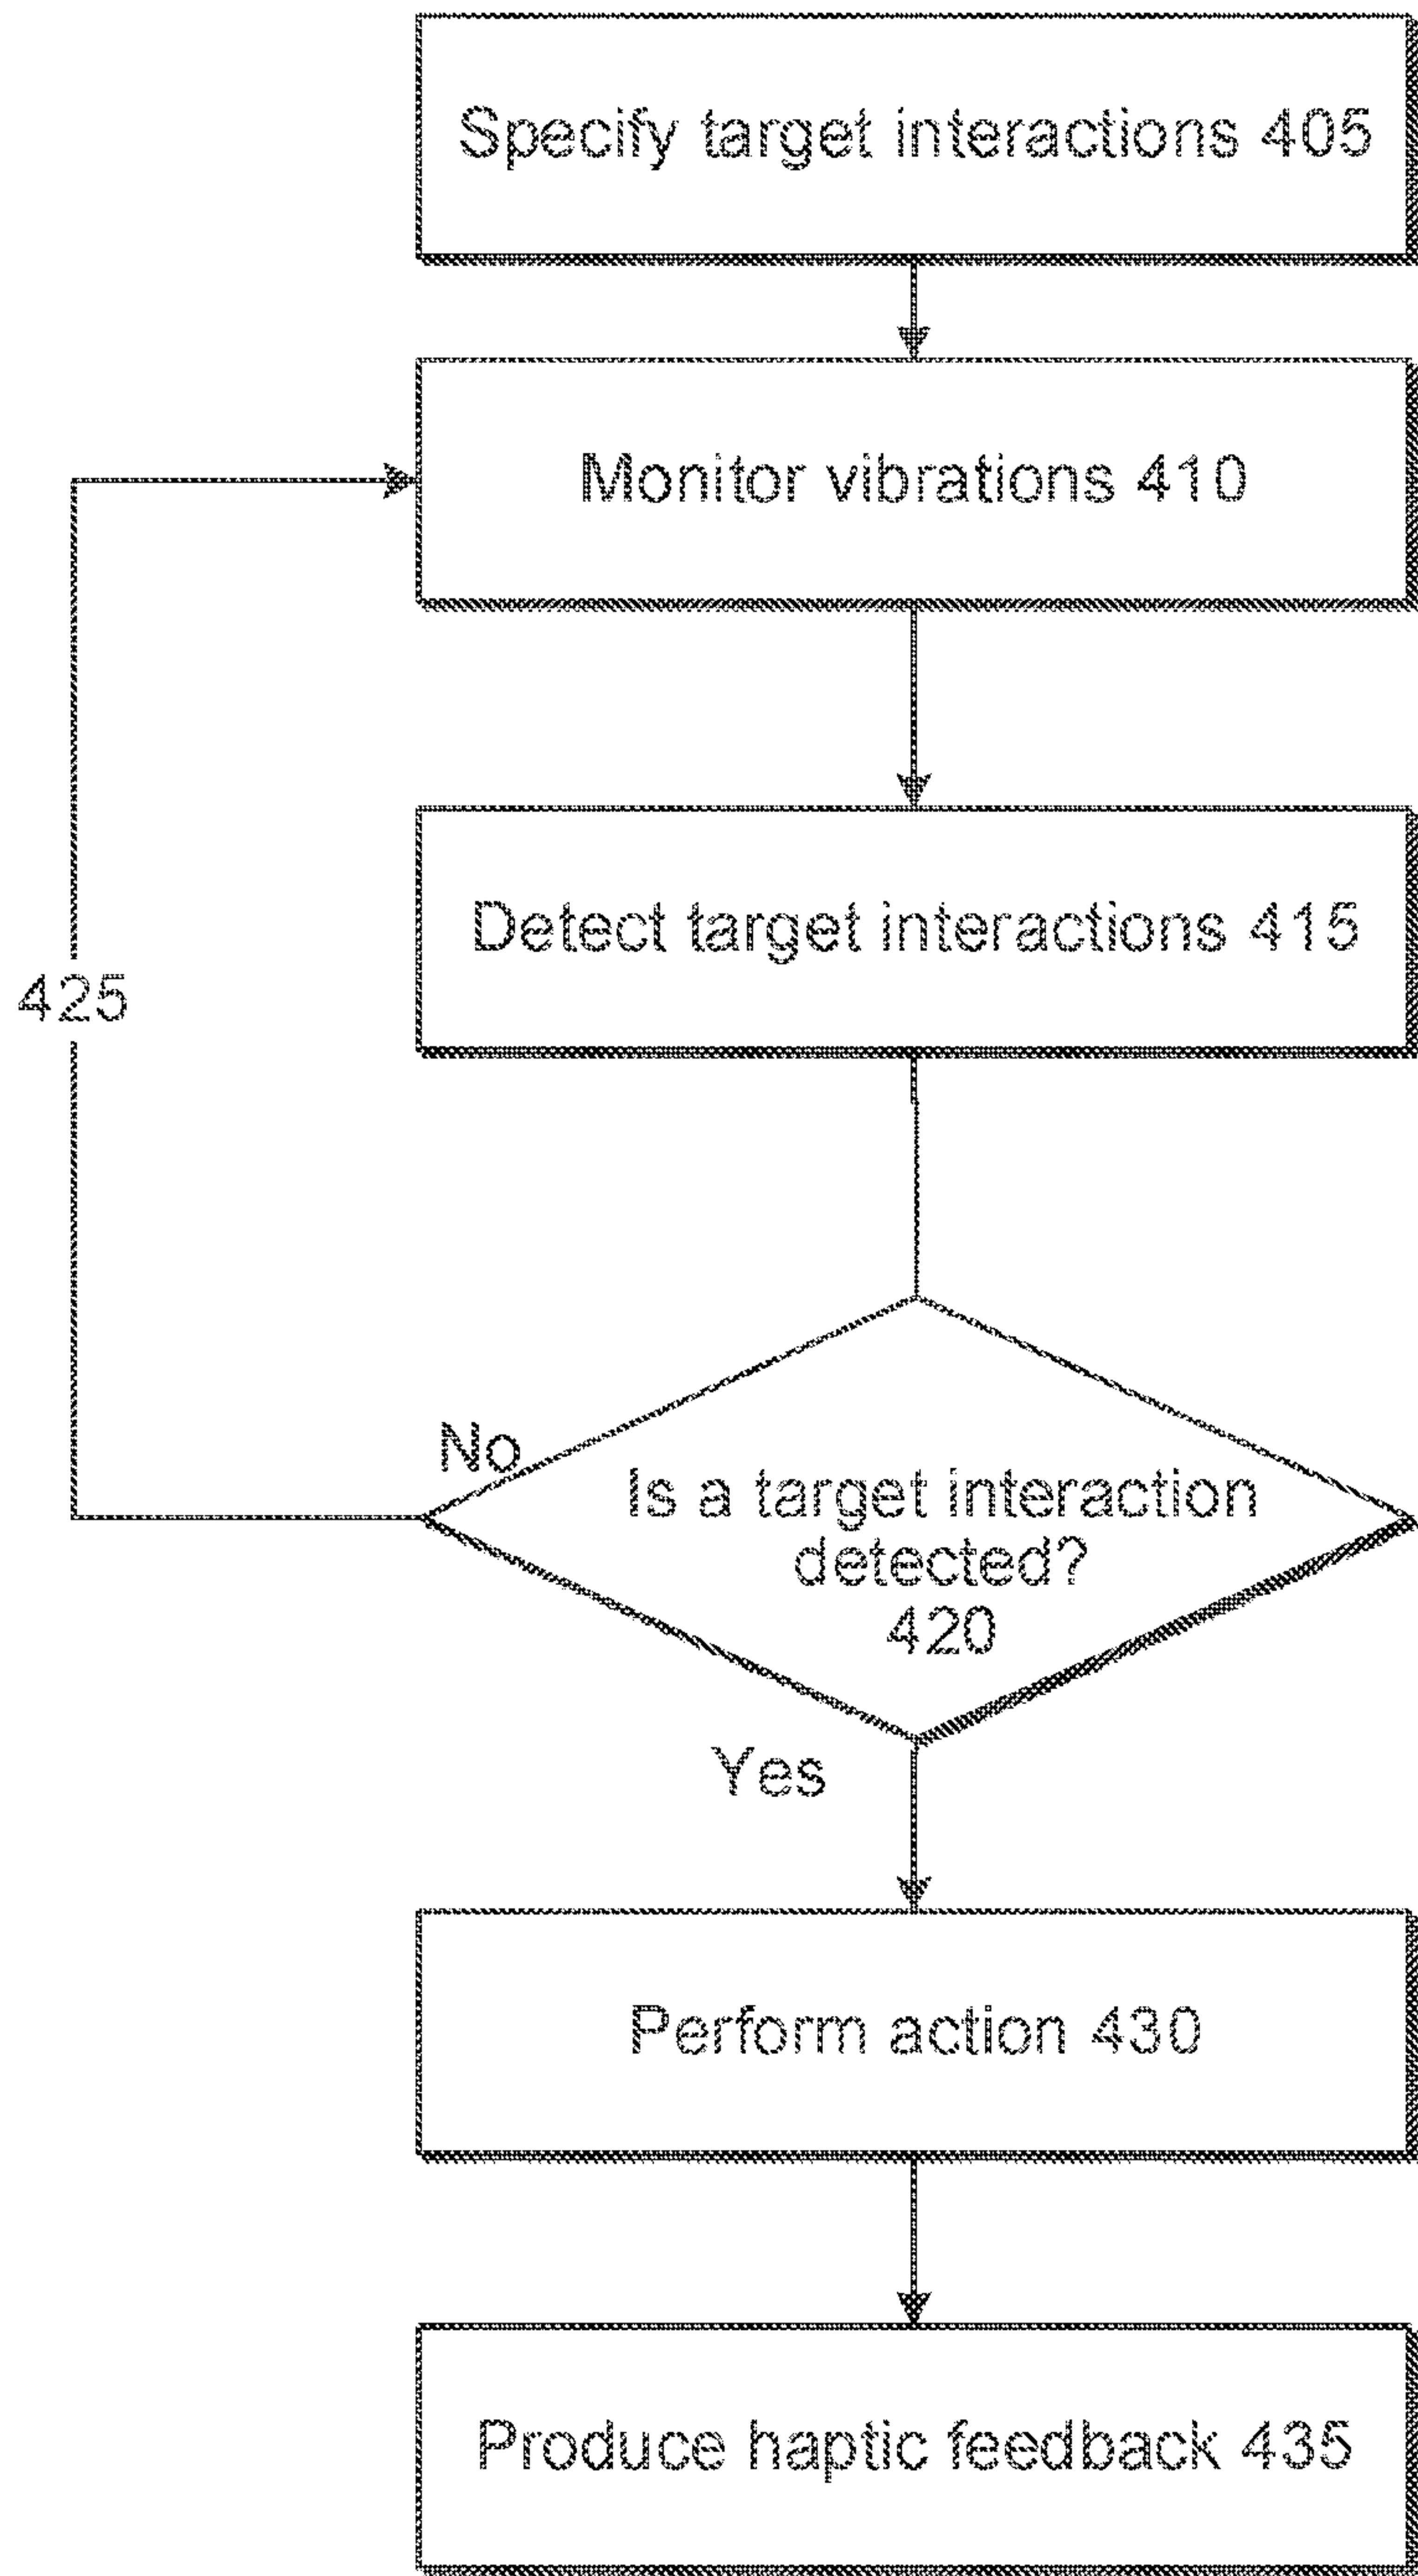 Specify target interactions 405
Monitor vibrations 410
Detect target interactions 415
425
No
Is a target interaction
detected?
420
Yes
Perform action 430
Produce haptic feedback 435